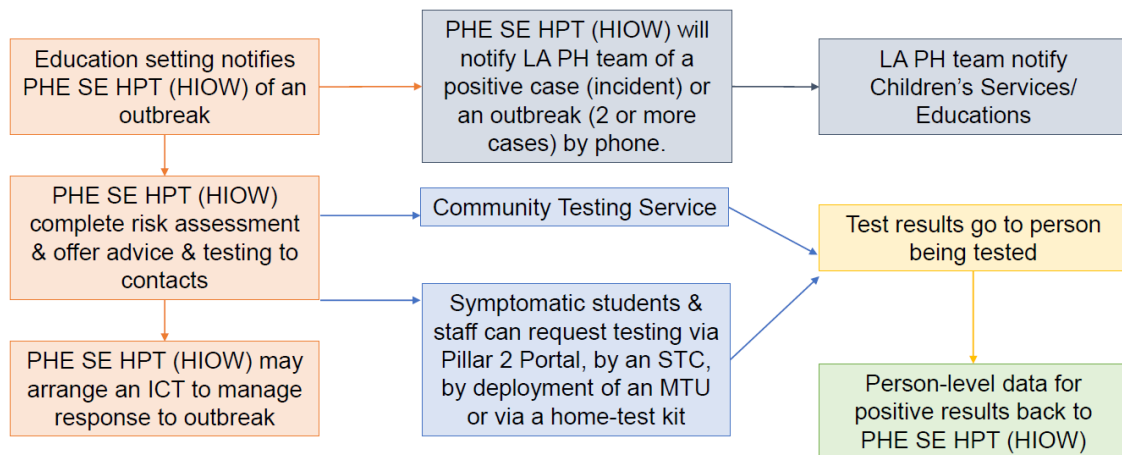 Education setting notifies
PHE SE HPT (HIOW) of an
outbreak
PHE SE HPT (HIOW) will
notify LA PH team of a
positive case (incident) or
an outbreak (2 or more
cases) by phone.
LA PH team notify
Children's Services/
Educations
PHE SE HPT (HIOW)
complete risk assessment
& offer advice & testing to
contacts
Community Testing Service
Test results go to person
being tested
Symptomatic students &
staff can request testing via
Pillar 2 Portal, by an STC,
by deployment of an MTU
or via a home-test kit
PHE SE HPT (HIOW) may
arrange an ICT to manage
response to outbreak
Person-level data for
positive results back to
PHE SE HPT (HIOW)